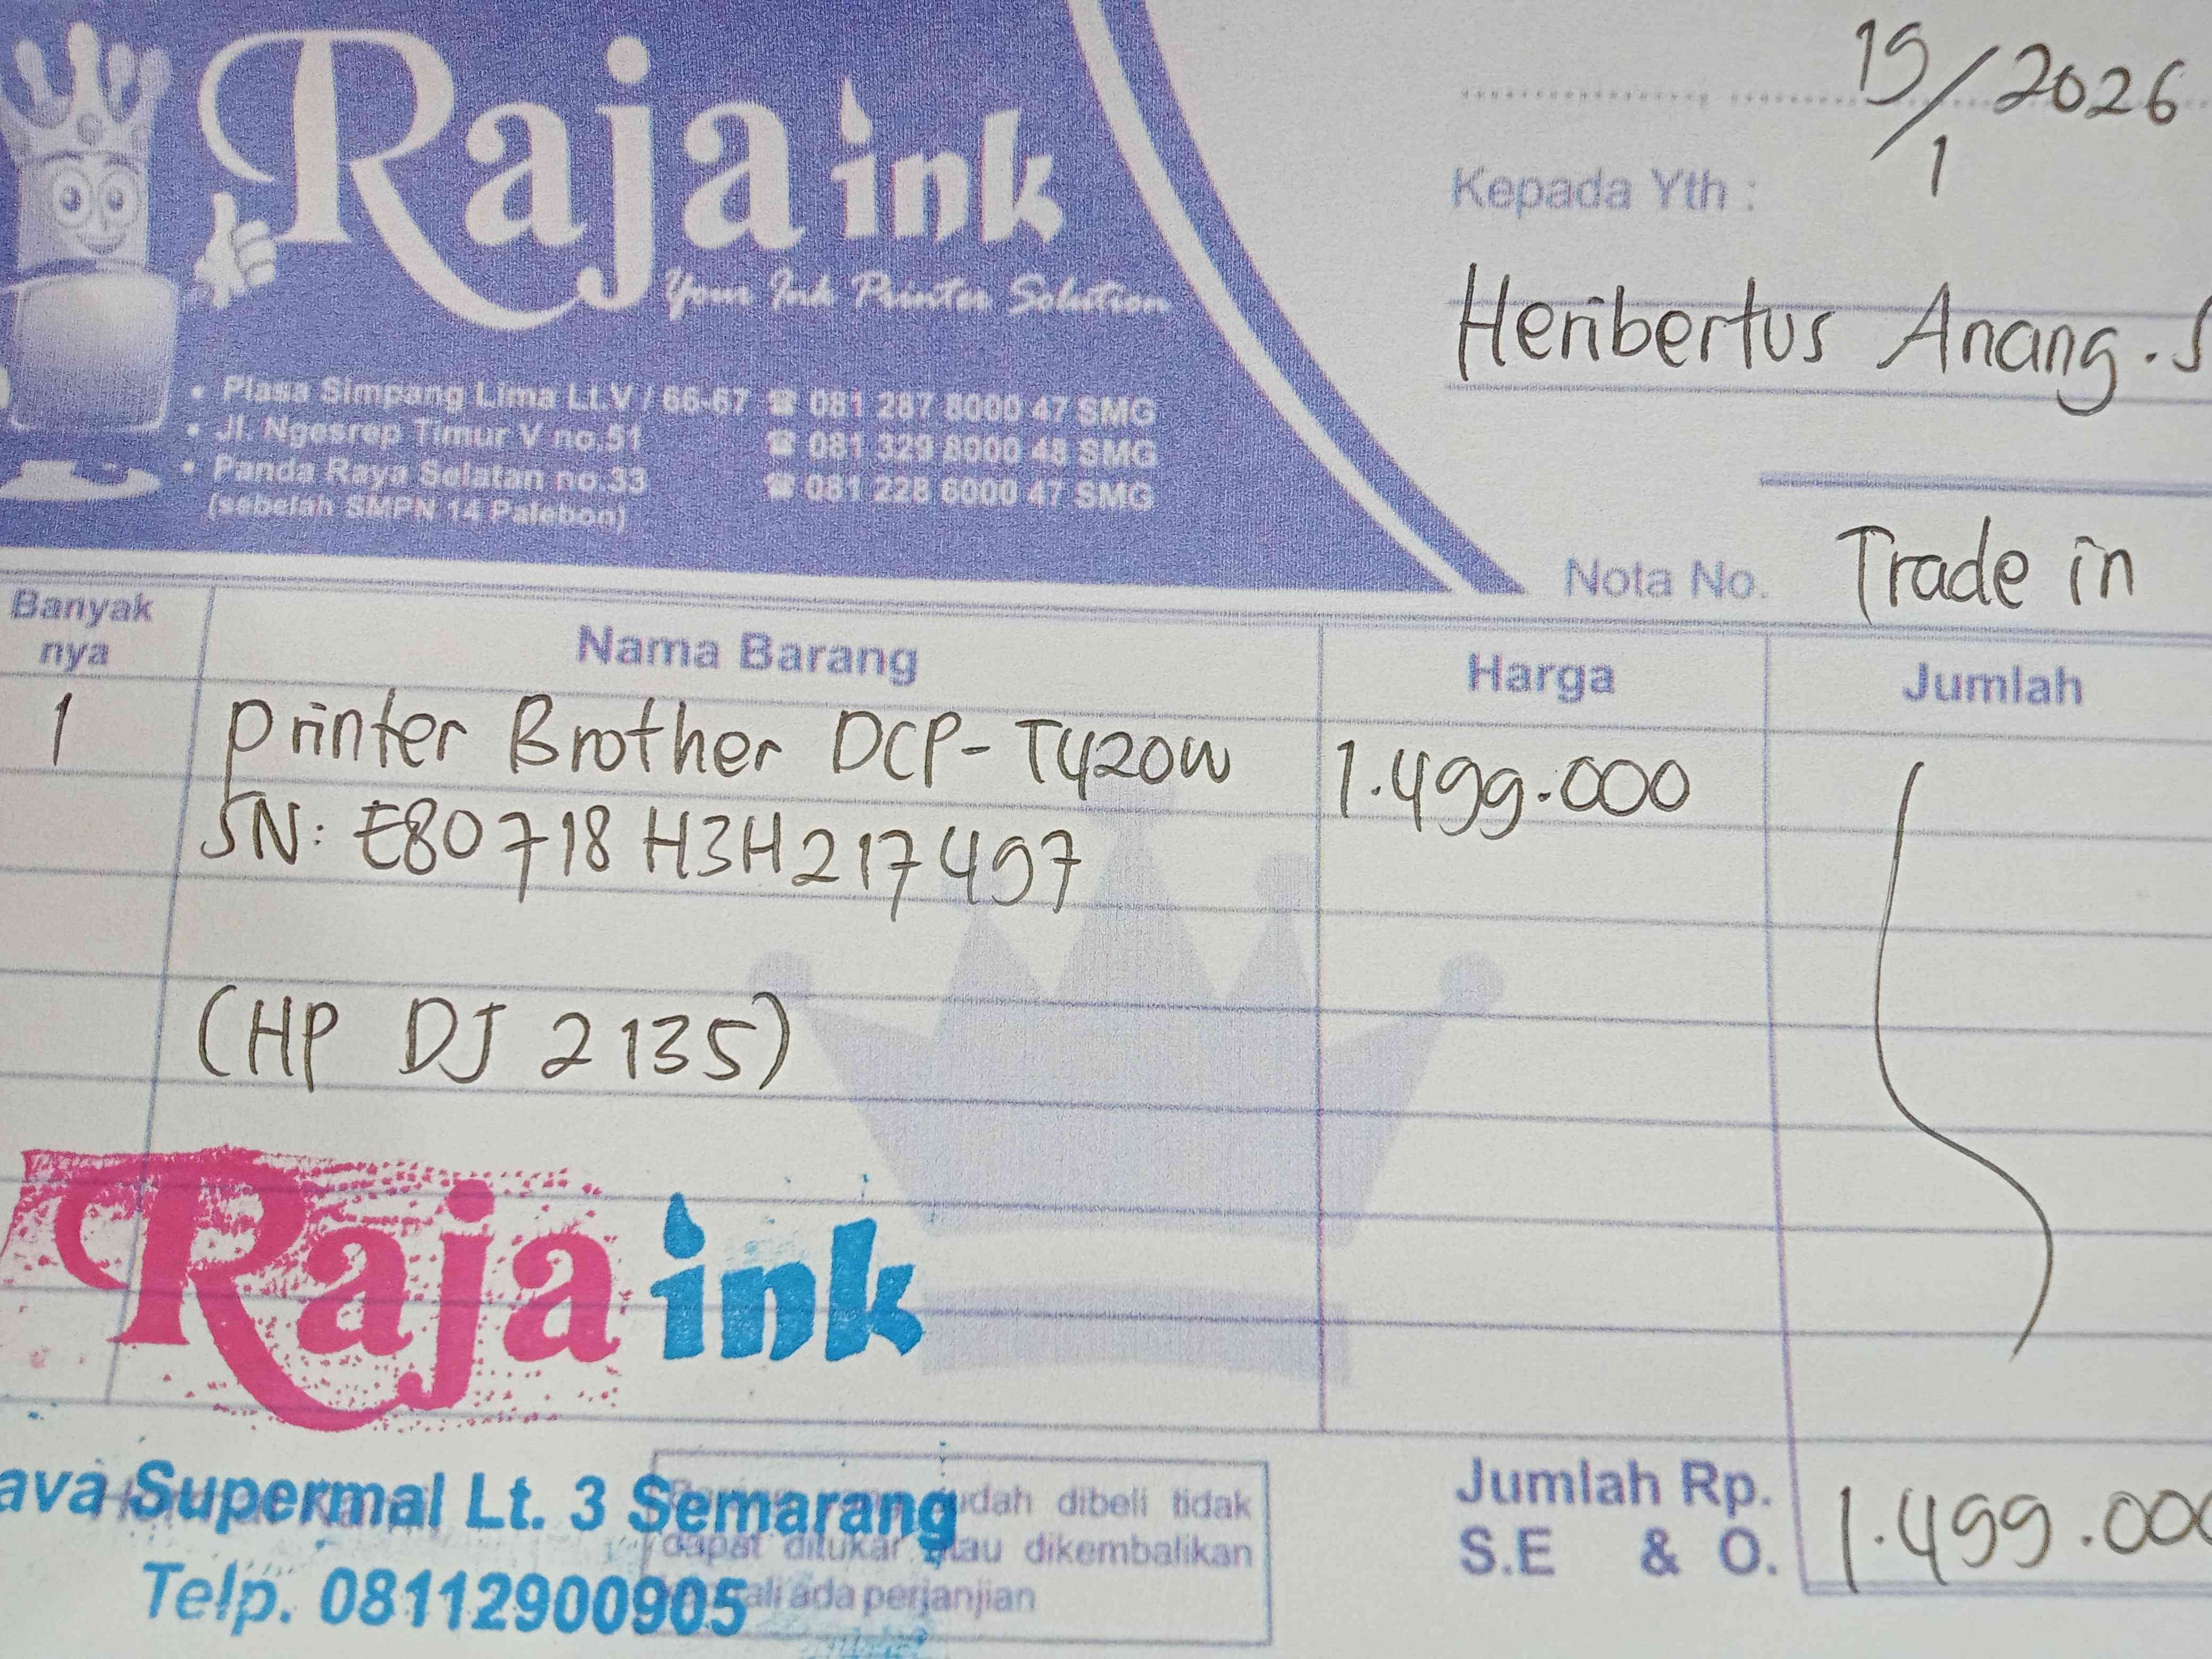 Raja ink
Your Ink Printer Solution
• Plasa Simpang Lima Lt.V / 66-67 ☎ 081 287 8000 47 SMG
• Jl. Ngesrep Timur V no.51 ☎ 081 329 8000 48 SMG
• Panda Raya Selatan no.33 ☎ 081 228 8000 47 SMG
(sebelah SMPN 14 Palebon)
19/1 2026
Kepada Yth :
Heribertus Anang. S
Nota No. Trade in
Banyak nya Nama Barang Harga Jumlah
1 printer Brother DCP-T420W 1.499.000
SN: E80718H3H217497
(HP DJ 2135)
Raja ink
ava Supermal Lt. 3 Semarang
Telp. 08112900905
udah dibeli tidak
dapat ditukar atau dikembalikan
ali ada perjanjian
Jumlah Rp. 1.499.000
S.E & O.